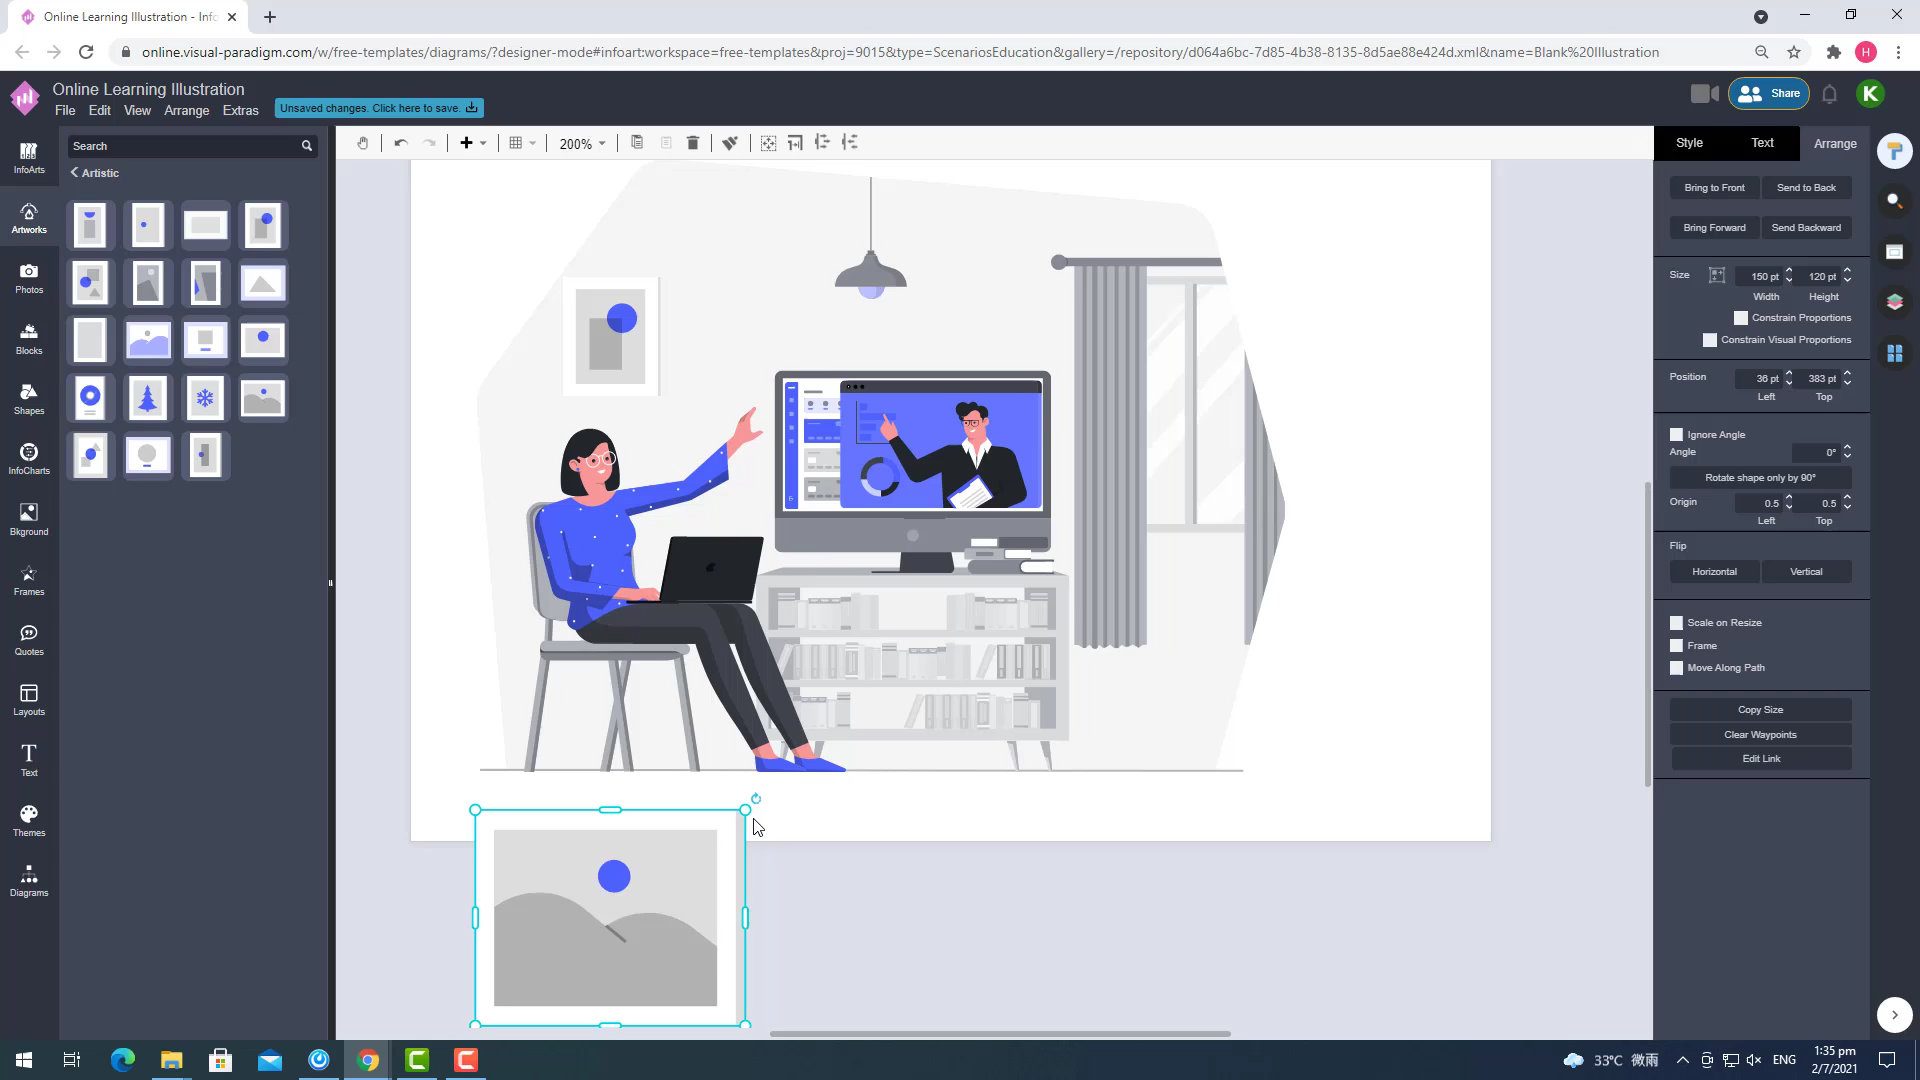 Online Learning Illustration - Info
online.visual-paradigm.com/w/free-templates/diagrams/?designer-mode#infoart:workspace=free-templates&proj=9015&type=ScenariosEducation&gallery=/repository/d064a6bc-7d85-4b38-8135-8d5ae88e424d.xml&name=Blank%20Illustration
H
Online Learning Illustration
File Edit View Arrange Extras
Unsaved changes. Click here to save.
Share
K
Search
Artistic
InfoArts
Artworks
Photos
Blocks
Shapes
InfoCharts
Bkground
Frames
Quotes
Layouts
Text
Themes
Diagrams
200%
Style Text Arrange
Bring to Front Send to Back
Bring Forward Send Backward
Size 150 pt 120 pt
Width Height
Constrain Proportions
Constrain Visual Proportions
Position 36 pt 383 pt
Left Top
Ignore Angle
Angle 0°
Rotate shape only by 90°
Origin 0.5 0.5
Left Top
Flip
Horizontal Vertical
Scale on Resize
Frame
Move Along Path
Copy Size
Clear Waypoints
Edit Link
33°C 微雨
ENG
1:35 pm
2/7/2021